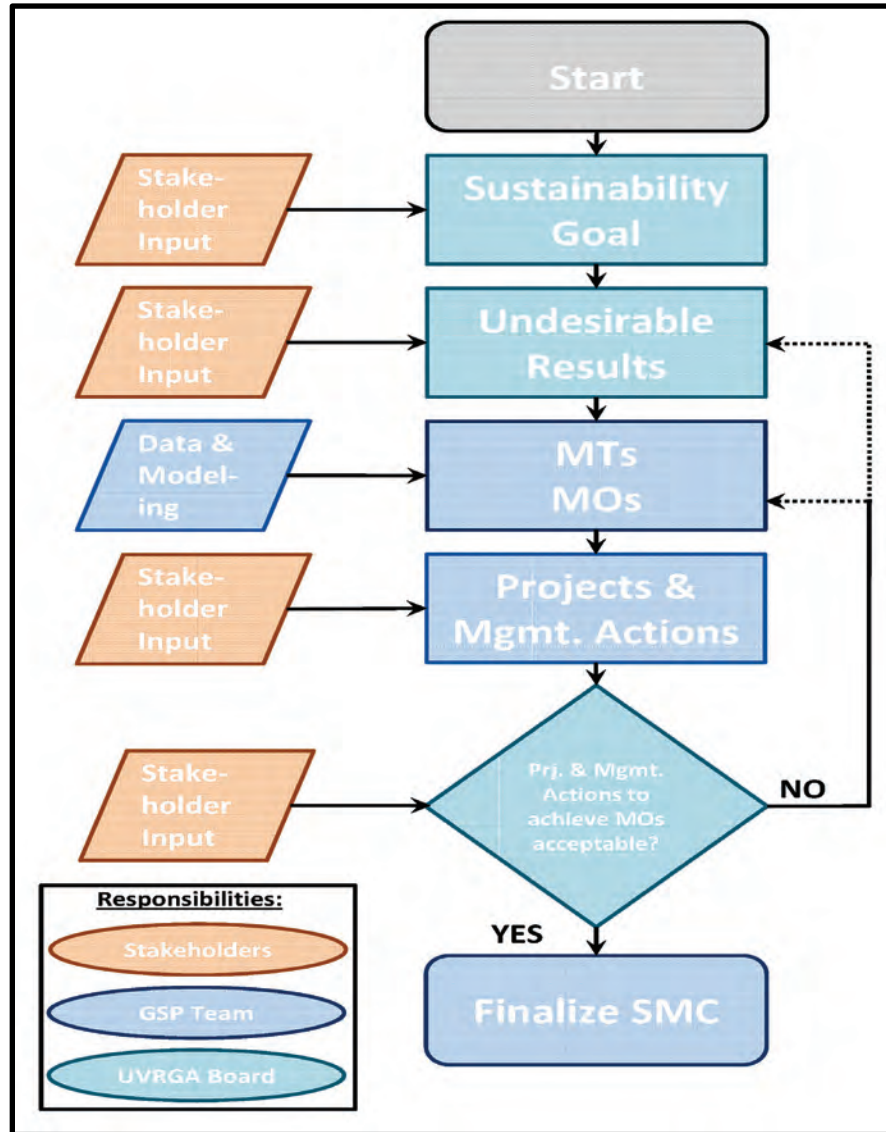 Start
Stake-
holder
Input
Sustainability
Goal
Stake-
holder
Input
Undesirable
Results
Data &
Model-
ing
MTs
MOs
Stake-
holder
Input
Projects &
Mgmt. Actions
Stake-
holder
Input
Prj. & Mgmt.
Actions to
achieve MOs
acceptable?
NO
YES
Finalize SMC
Responsibilities:
Stakeholders
GSP Team
UVRGA Board